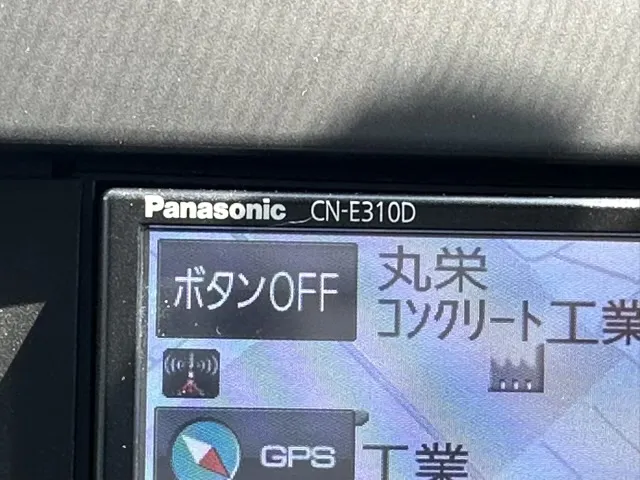 Panasonic CN-E310D
ボタンOFF
丸栄
コンクリート工業
GPS
工業